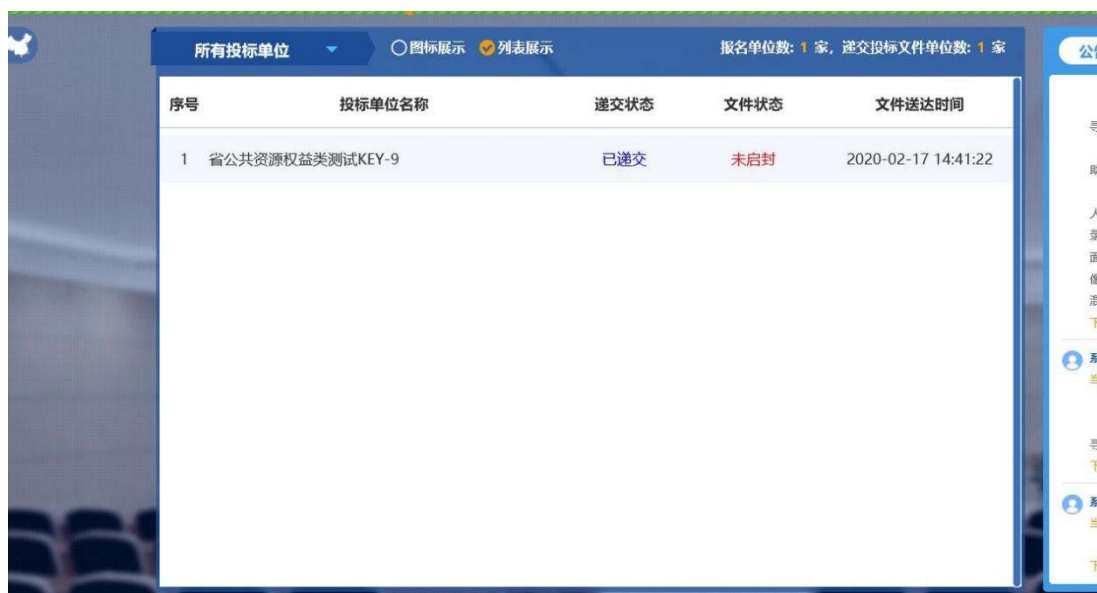 所有投标单位
图标展示 列表展示
报名单位数: 1 家, 递交投标文件单位数: 1 家
序号 投标单位名称 递交状态 文件状态 文件送达时间
1 省公共资源权益类测试KEY-9 已递交 未启封 2020-02-17 14:41:22